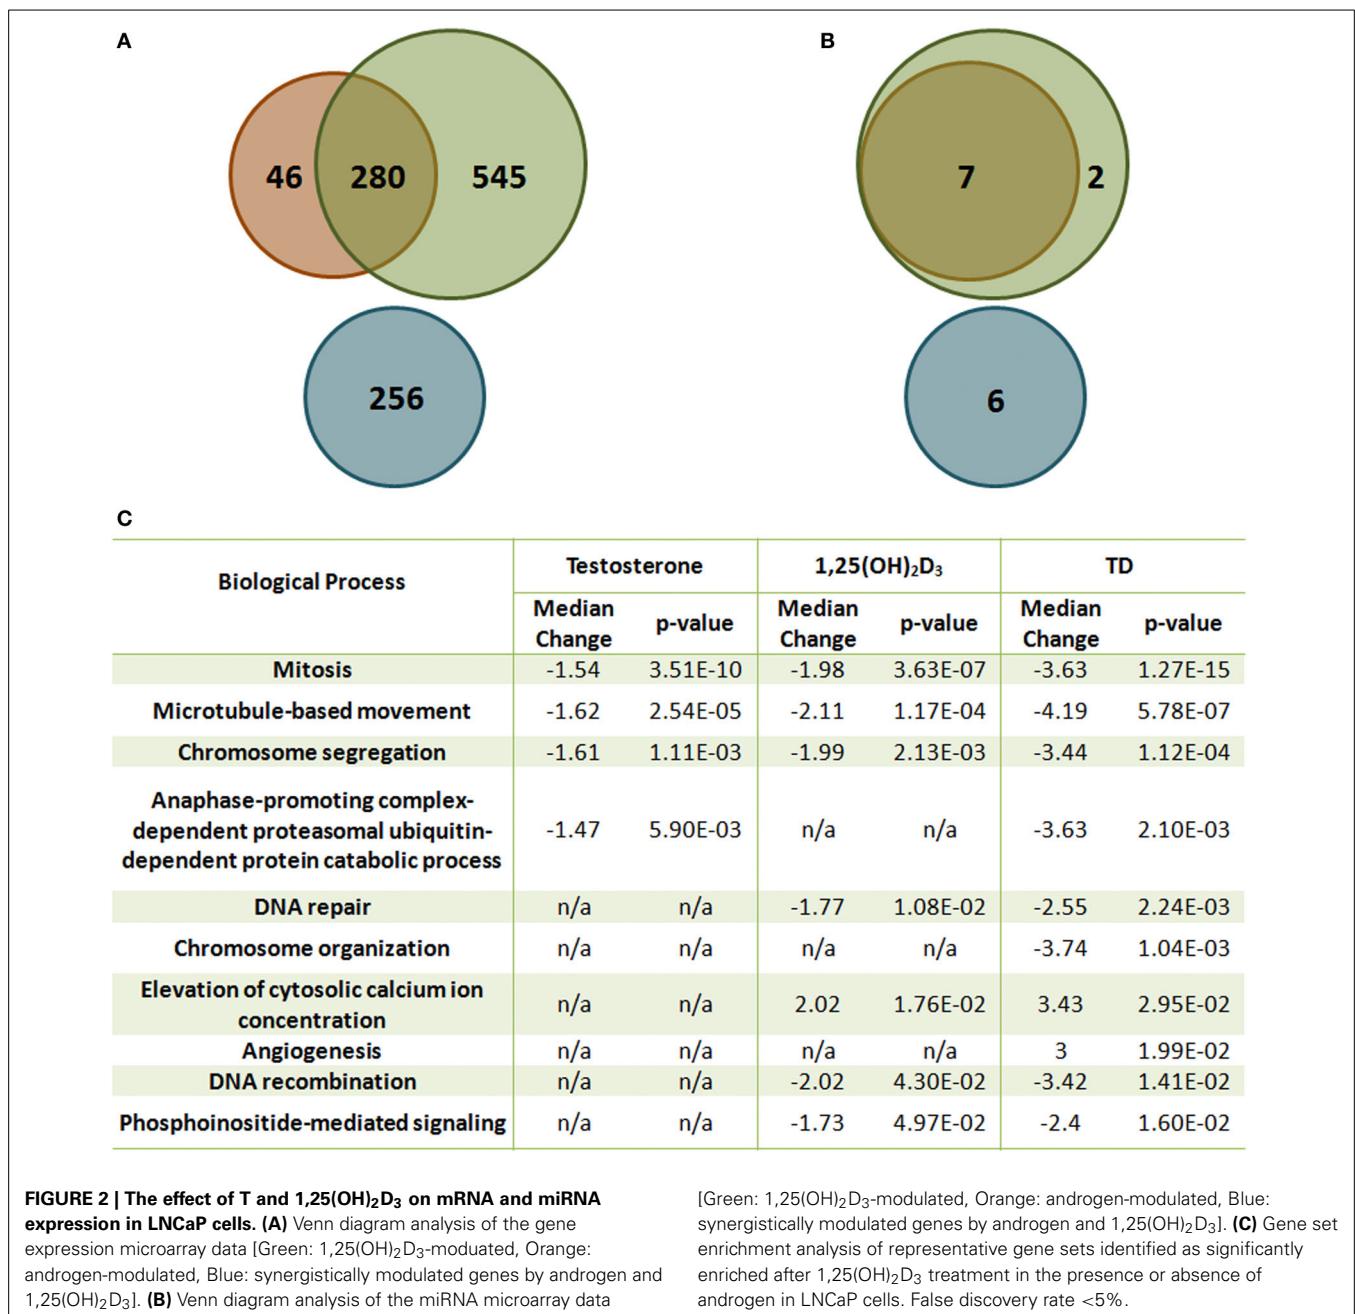 A
46 280 545
256
B
7 2
6
C
Biological Process Testosterone 1,25(OH)₂D₃ TD
Median Change p-value Median Change p-value Median Change p-value
Mitosis -1.54 3.51E-10 -1.98 3.63E-07 -3.63 1.27E-15
Microtubule-based movement -1.62 2.54E-05 -2.11 1.17E-04 -4.19 5.78E-07
Chromosome segregation -1.61 1.11E-03 -1.99 2.13E-03 -3.44 1.12E-04
Anaphase-promoting complex-
dependent proteasomal ubiquitin- -1.47 5.90E-03 n/a n/a -3.63 2.10E-03
dependent protein catabolic process
DNA repair n/a n/a -1.77 1.08E-02 -2.55 2.24E-03
Chromosome organization n/a n/a n/a n/a -3.74 1.04E-03
Elevation of cytosolic calcium ion
concentration n/a n/a 2.02 1.76E-02 3.43 2.95E-02
Angiogenesis n/a n/a n/a n/a 3 1.99E-02
DNA recombination n/a n/a -2.02 4.30E-02 -3.42 1.41E-02
Phosphoinositide-mediated signaling n/a n/a -1.73 4.97E-02 -2.4 1.60E-02
FIGURE 2 | The effect of T and 1,25(OH)₂D₃ on mRNA and miRNA
expression in LNCaP cells. (A) Venn diagram analysis of the gene
expression microarray data [Green: 1,25(OH)₂D₃-moduated, Orange:
androgen-modulated, Blue: synergistically modulated genes by androgen and
1,25(OH)₂D₃]. (B) Venn diagram analysis of the miRNA microarray data
[Green: 1,25(OH)₂D₃-modulated, Orange: androgen-modulated, Blue:
synergistically modulated genes by androgen and 1,25(OH)₂D₃]. (C) Gene set
enrichment analysis of representative gene sets identified as significantly
enriched after 1,25(OH)₂D₃ treatment in the presence or absence of
androgen in LNCaP cells. False discovery rate <5%.